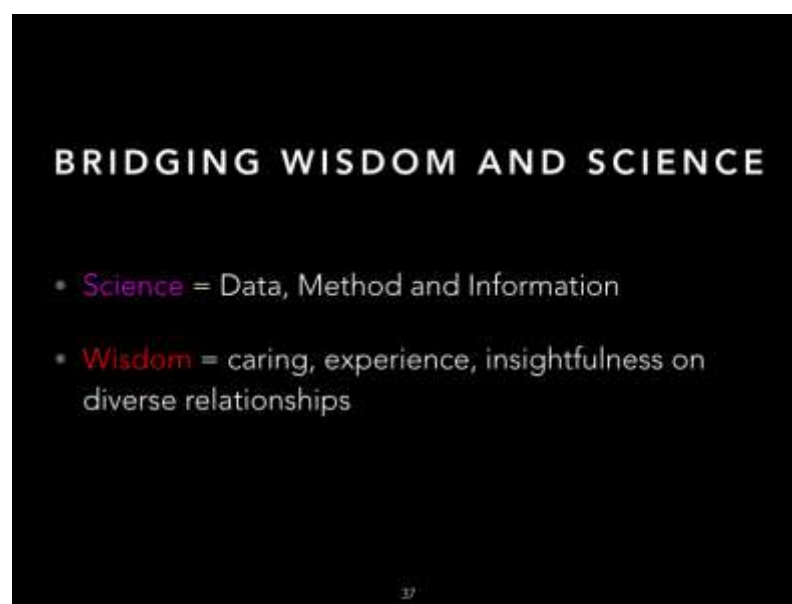 BRIDGING WISDOM AND SCIENCE
• Science = Data, Method and Information
• Wisdom = caring, experience, insightfulness on
diverse relationships
37